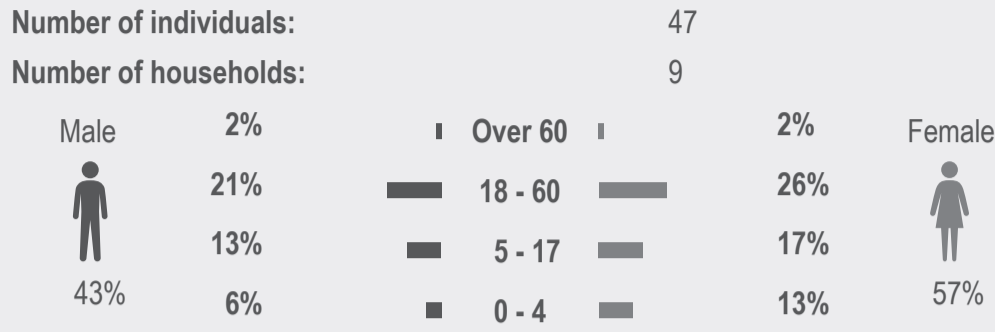 Number of individuals: 47
Number of households: 9
Male 2% Over 60 2% Female
21% 18 - 60 26%
13% 5 - 17 17%
43% 6% 0 - 4 13% 57%